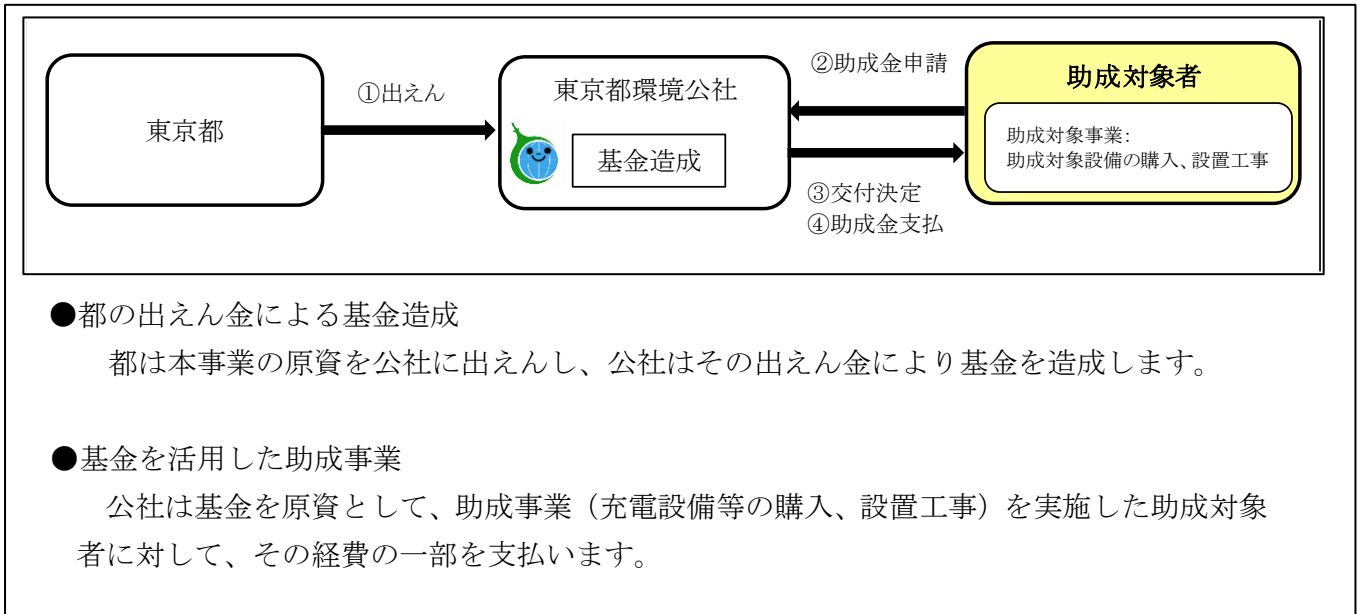 東京都
①出えん
東京都環境公社
基金造成
②助成金申請
③交付決定
④助成金支払
助成対象者
助成対象事業:
助成対象設備の購入、設置工事
●都の出えん金による基金造成
都は本事業の原資を公社に出えんし、公社はその出えん金により基金を造成します。
●基金を活用した助成事業
公社は基金を原資として、助成事業（充電設備等の購入、設置工事）を実施した助成対象
者に対して、その経費の一部を支払います。